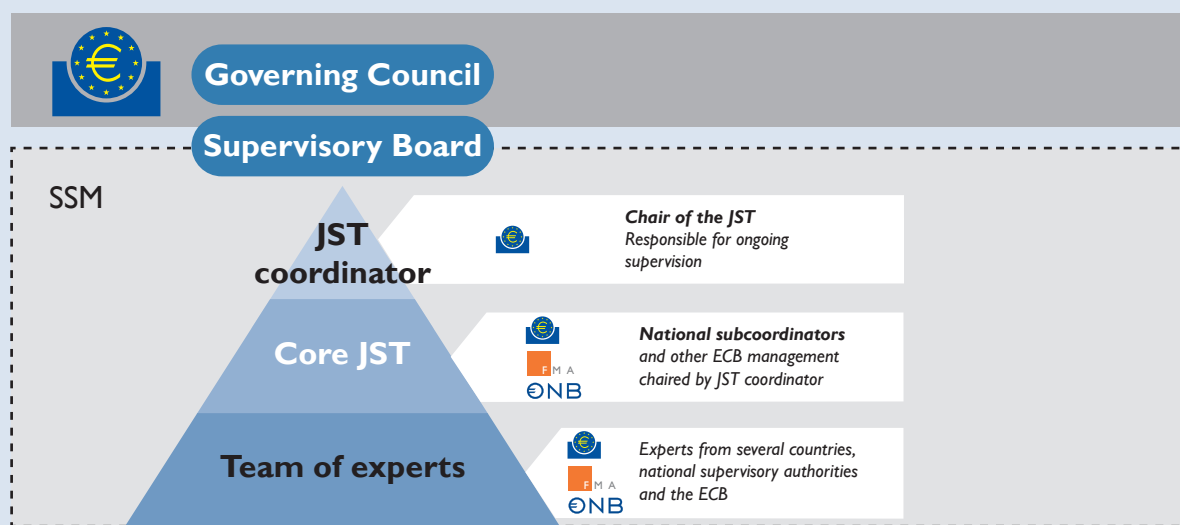 €
Governing Council
Supervisory Board
SSM
JST
coordinator
€
Chair of the JST
Responsible for ongoing
supervision
Core JST
€
FMA
€NB
National subcoordinators
and other ECB management
chaired by JST coordinator
Team of experts
€
FMA
€NB
Experts from several countries,
national supervisory authorities
and the ECB